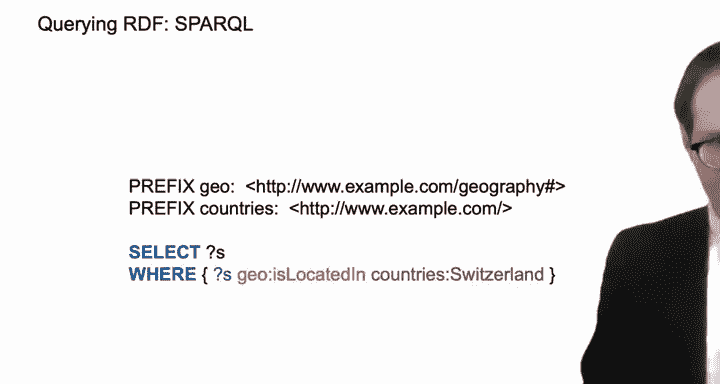 Querying RDF: SPARQL
PREFIX geo: <http://www.example.com/geography#>
PREFIX countries: <http://www.example.com/>
SELECT ?s
WHERE { ?s geo:isLocatedIn countries:Switzerland }